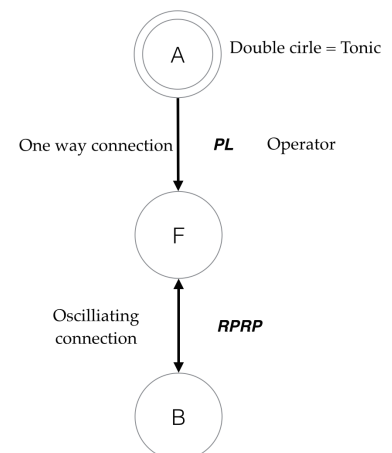 A
Double cirle = Tonic
One way connection
PL
Operator
F
Oscilliating
connection
RPRP
B